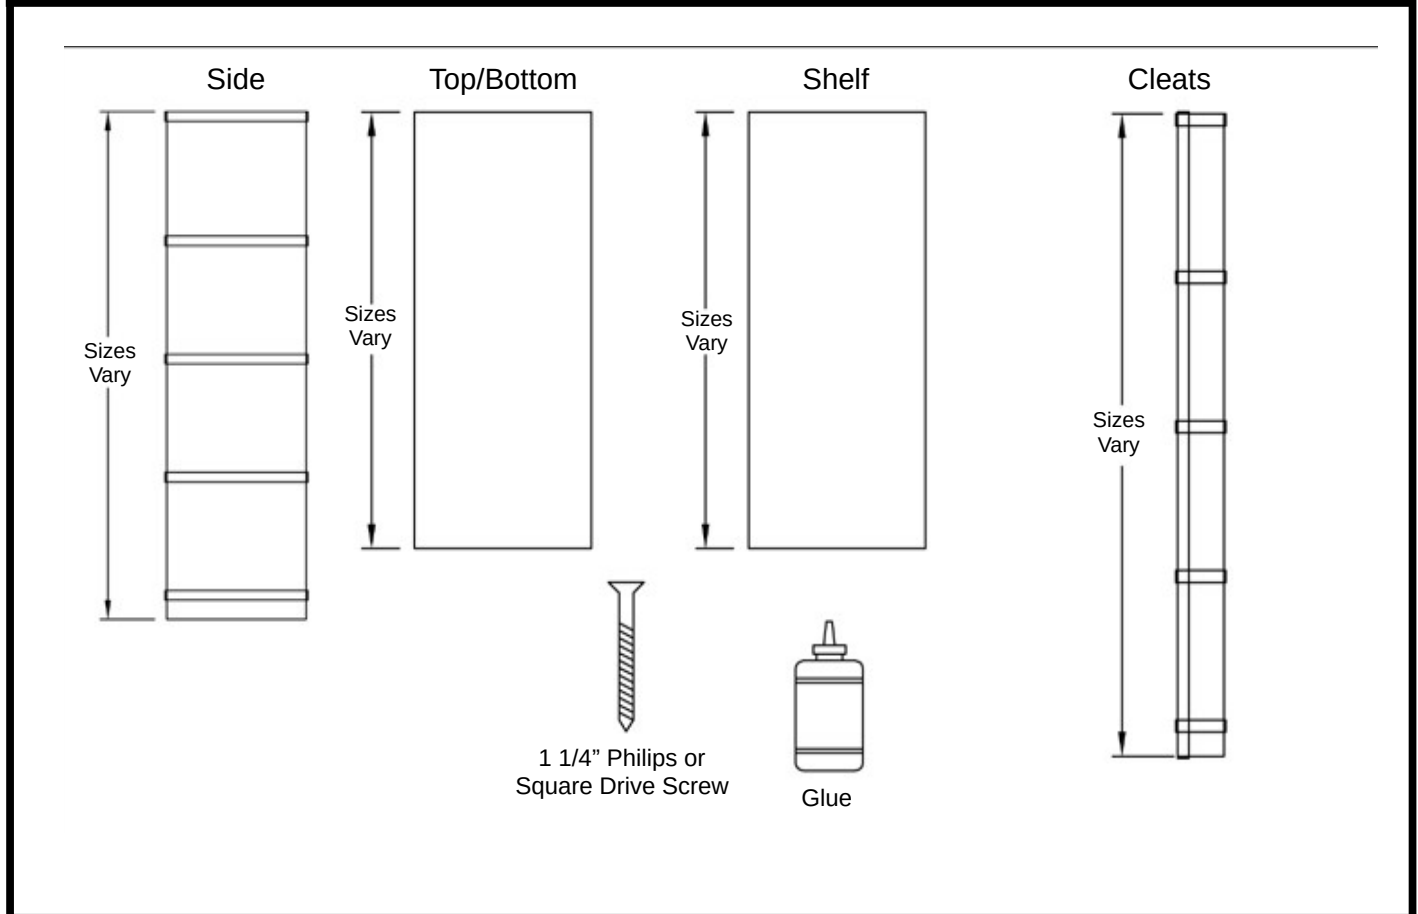 Side
Top/Bottom
Shelf
Cleats
Sizes
Vary
Sizes
Vary
Sizes
Vary
Sizes
Vary
1 1/4” Philips or
Square Drive Screw
Glue